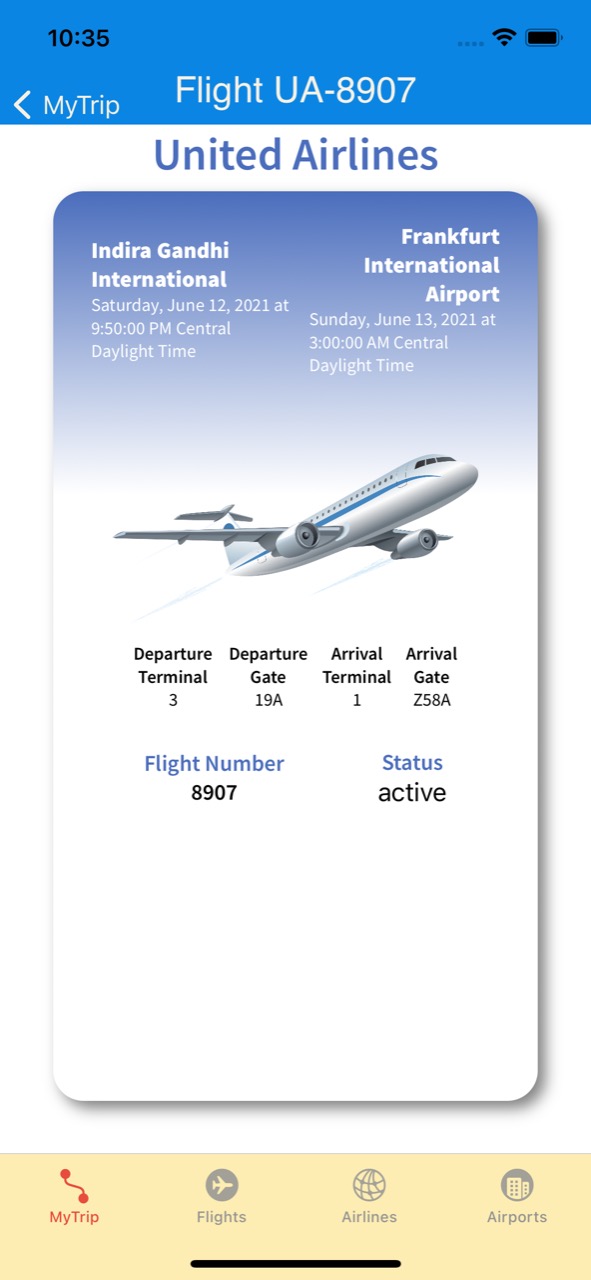 10:35
MyTrip
Flight UA-8907
United Airlines
Indira Gandhi
International
Saturday, June 12, 2021 at
9:50:00 PM Central
Daylight Time
Frankfurt
International
Airport
Sunday, June 13, 2021 at
3:00:00 AM Central
Daylight Time
Departure
Terminal
3
Departure
Gate
19A
Arrival
Terminal
1
Arrival
Gate
Z58A
Flight Number
8907
Status
active
MyTrip
Flights
Airlines
Airports